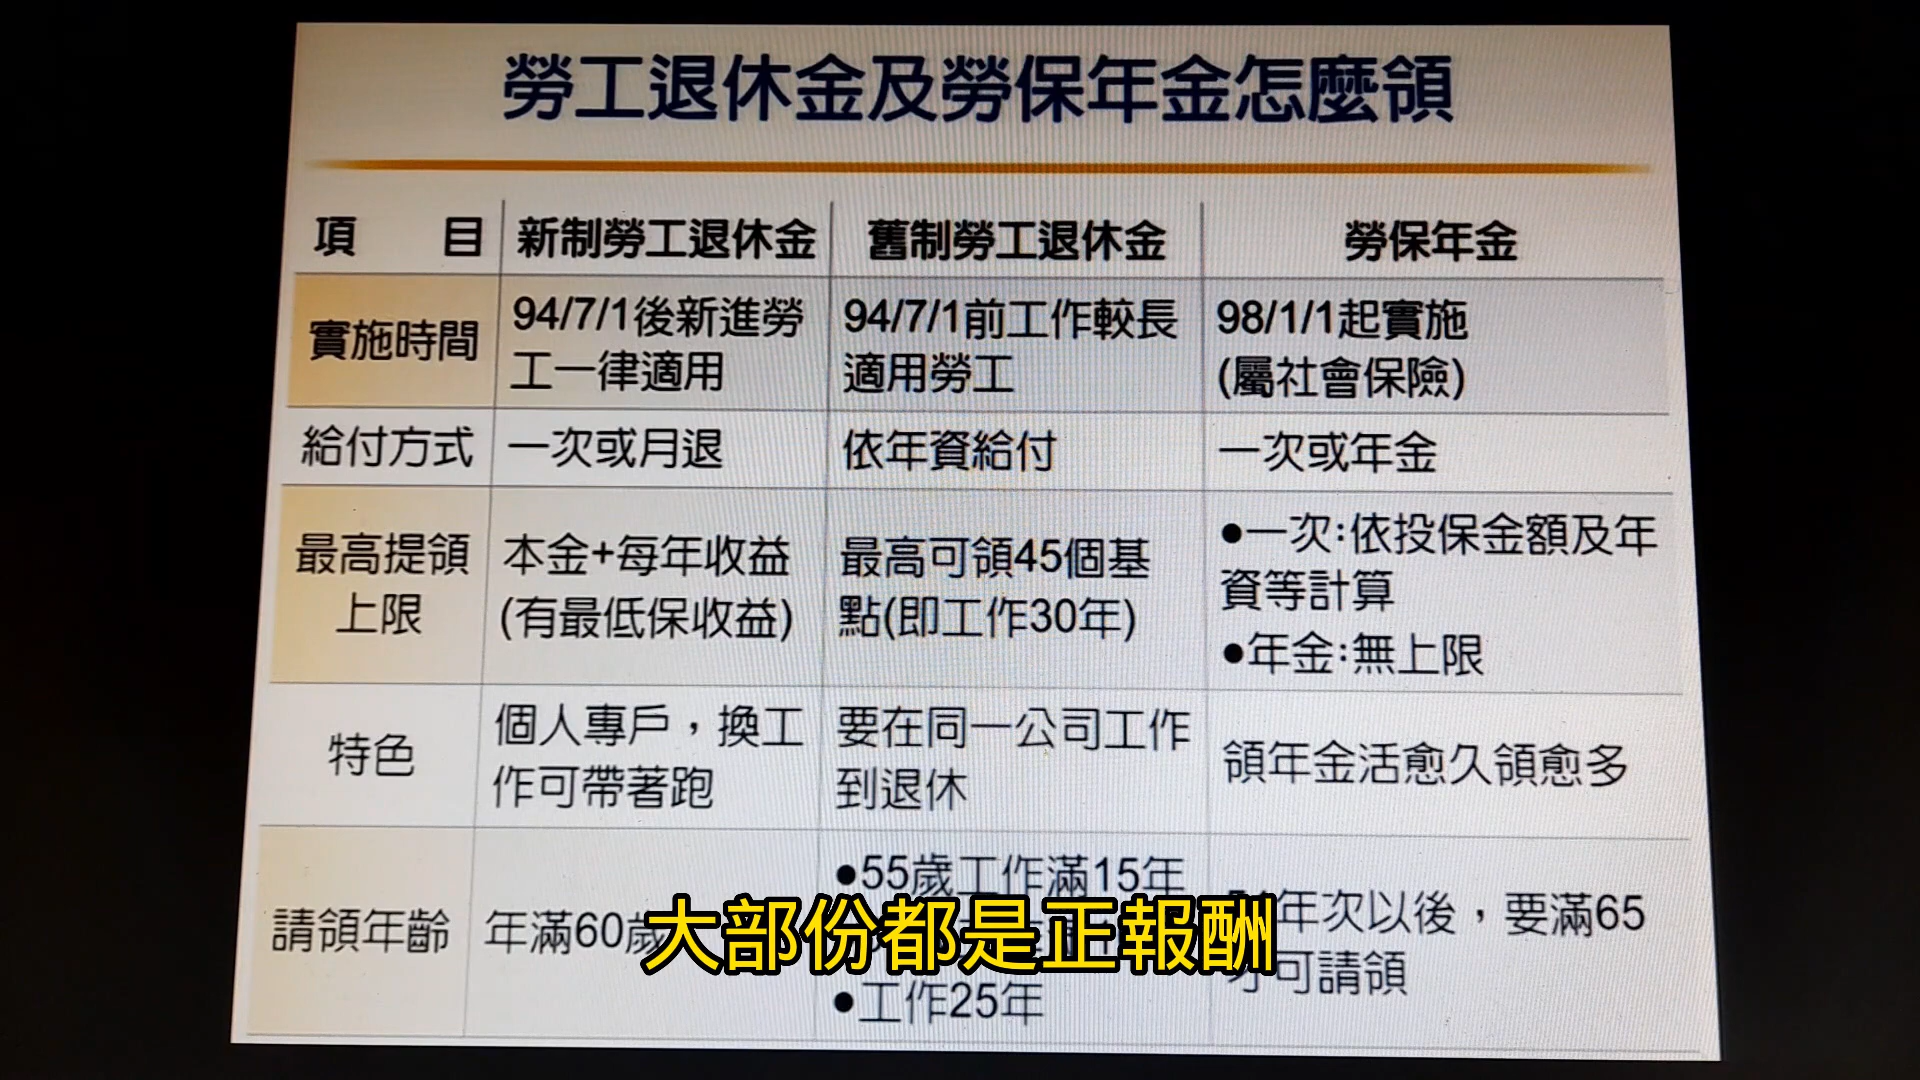 勞工退休金及勞保年金怎麼領
項 目
新制勞工退休金
舊制勞工退休金
勞保年金
實施時間
94/7/1後新進勞
工一律適用
94/7/1前工作較長
適用勞工
98/1/1起實施
(屬社會保險)
給付方式
一次或月退
依年資給付
一次或年金
最高提領
上限
本金+每年收益
(有最低保收益)
最高可領45個基
點(即工作30年)
●一次:依投保金額及年
資等計算
●年金:無上限
特色
個人專戶，換工
作可帶著跑
要在同一公司工作
到退休
領年金活愈久領愈多
請領年齡
年滿60歲
●55歲工作滿15年
●工作25年
年次以後，要滿65
才可請領
大部份都是正報酬